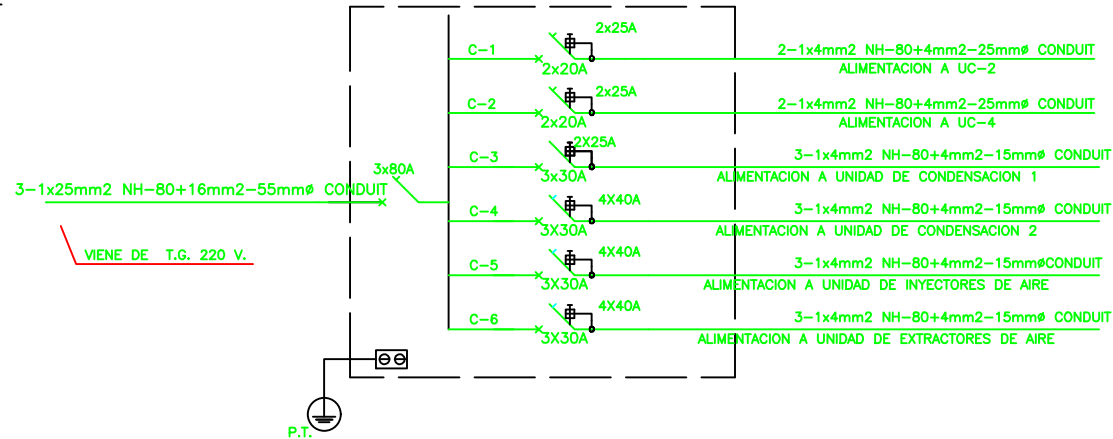 2x25A
C-1
2-1x4mm2 NH-80+4mm2-25mmø CONDUIT
2x20A
ALIMENTACION A UC-2
2x25A
C-2
2-1x4mm2 NH-80+4mm2-25mmø CONDUIT
2x20A
ALIMENTACION A UC-4
2X25A
C-3
3-1x4mm2 NH-80+4mm2-15mmø CONDUIT
3x80A
3x30A
ALIMENTACION A UNIDAD DE CONDENSACION 1
3-1x25mm2 NH-80+16mm2-55mmø CONDUIT
4X40A
C-4
3-1x4mm2 NH-80+4mm2-15mmø CONDUIT
3X30A
ALIMENTACION A UNIDAD DE CONDENSACION 2
VIENE DE T.G. 220 V.
4X40A
C-5
3-1x4mm2 NH-80+4mm2-15mmøCONDUIT
3X30A
ALIMENTACION A UNIDAD DE INYECTORES DE AIRE
4X40A
C-6
3-1x4mm2 NH-80+4mm2-15mmø CONDUIT
3X30A
ALIMENTACION A UNIDAD DE EXTRACTORES DE AIRE
P.T.